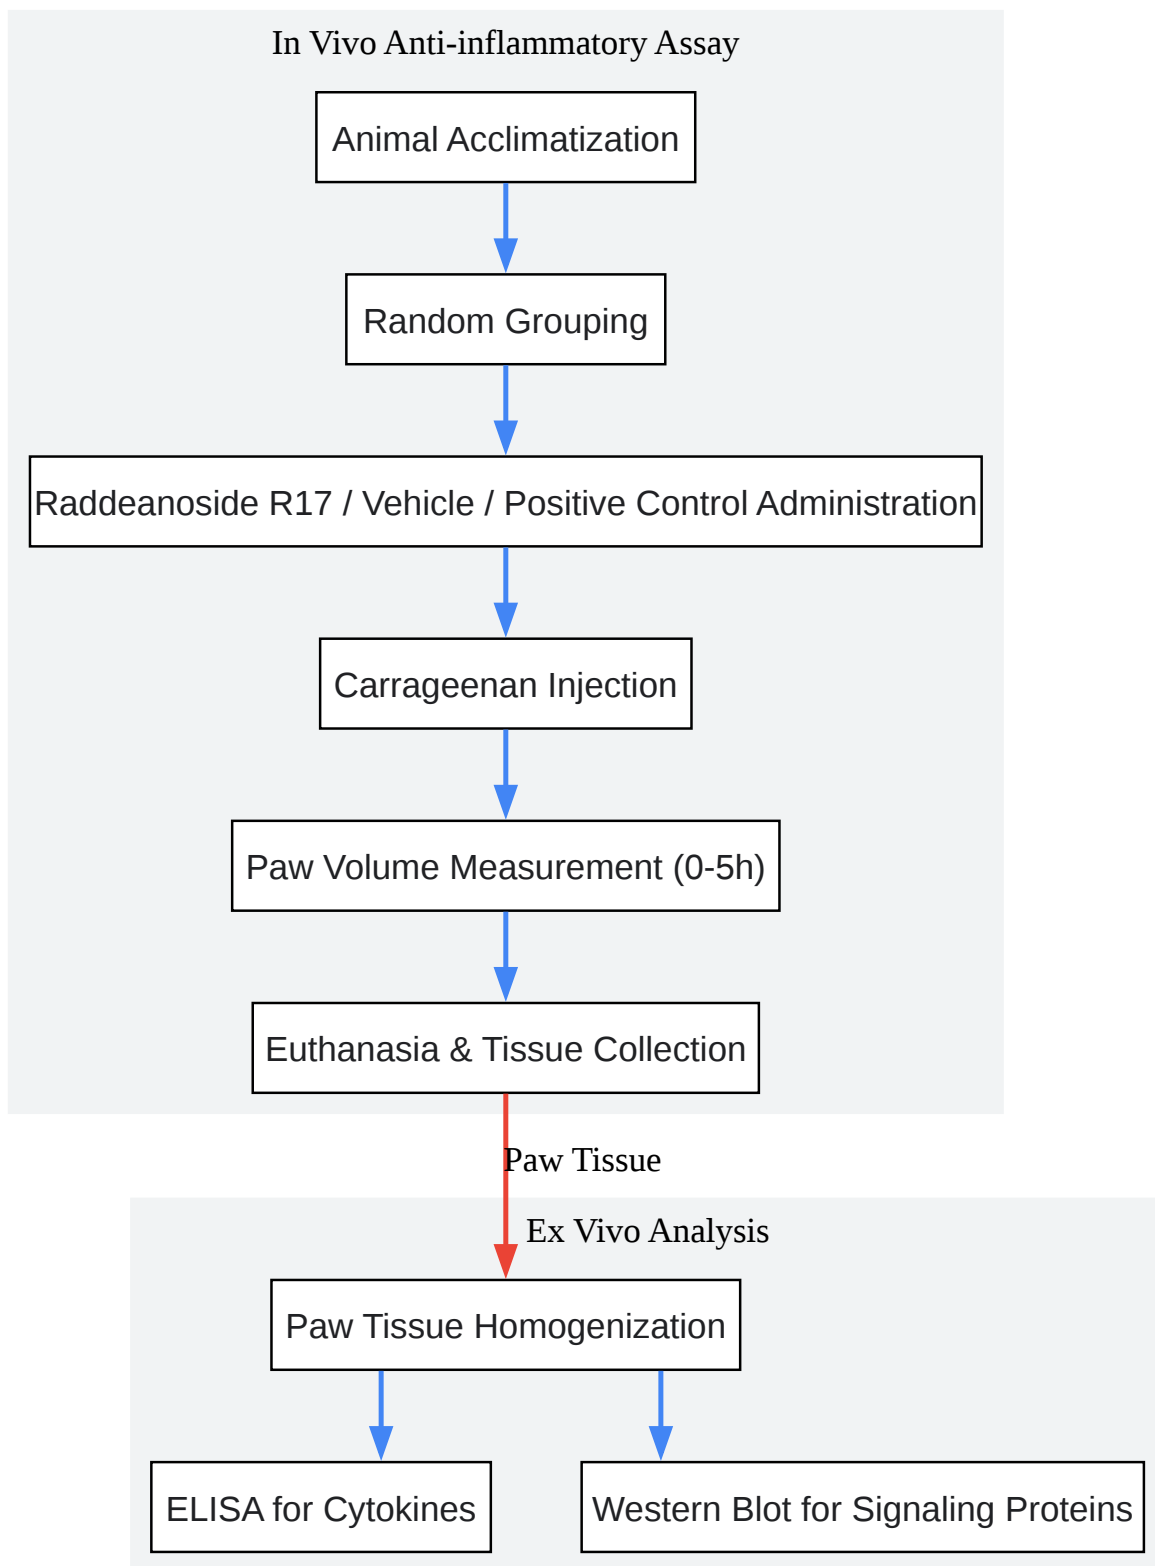 In Vivo Anti-inflammatory Assay
Animal Acclimatization
Random Grouping
Raddeanoside R17 / Vehicle / Positive Control Administration
Carrageenan Injection
Paw Volume Measurement (0-5h)
Euthanasia & Tissue Collection
Paw Tissue
Ex Vivo Analysis
Paw Tissue Homogenization
ELISA for Cytokines
Western Blot for Signaling Proteins